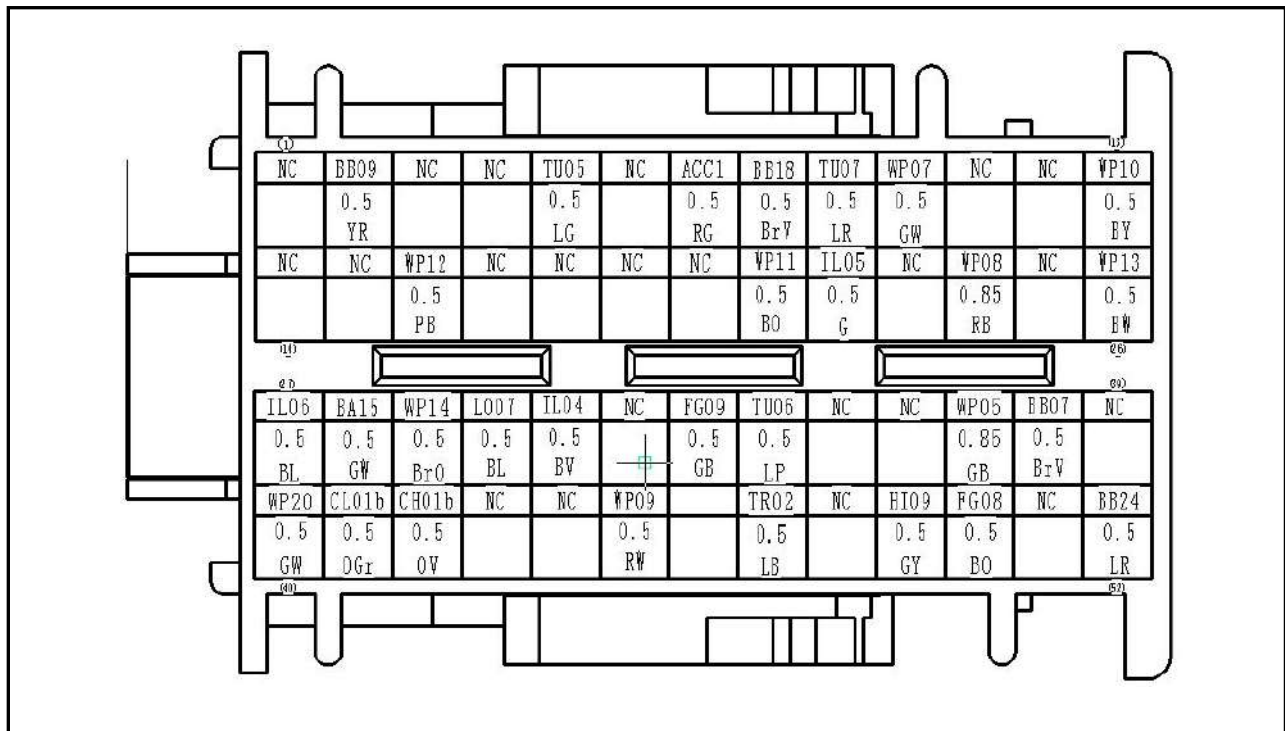 (1) (13)
NC BB09 NC NC TU05 NC ACC1 BB18 TU07 WP07 NC NC WP10
0.5 0.5 0.5 0.5 0.5 0.5 0.5
YR LG RG BrV LR GW BY
NC NC WP12 NC NC NC NC WP11 IL05 NC WP08 NC WP13
0.5 0.5 0.5 0.85 0.5
PB BO G RB BW
(14) (26)
(27) (39)
IL06 BA15 WP14 LO07 IL04 NC FG09 TU06 NC NC WP05 BB07 NC
0.5 0.5 0.5 0.5 0.5 0.5 0.5 0.85 0.5
BL GW BrO BL BV GB LP GB BrV
WP20 CL01b CH01b NC NC WP09 TR02 NC HI09 FG08 NC BB24
0.5 0.5 0.5 0.5 0.5 0.5 0.5 0.5
GW OGr OV RW LB GY BO LR
(40) (52)